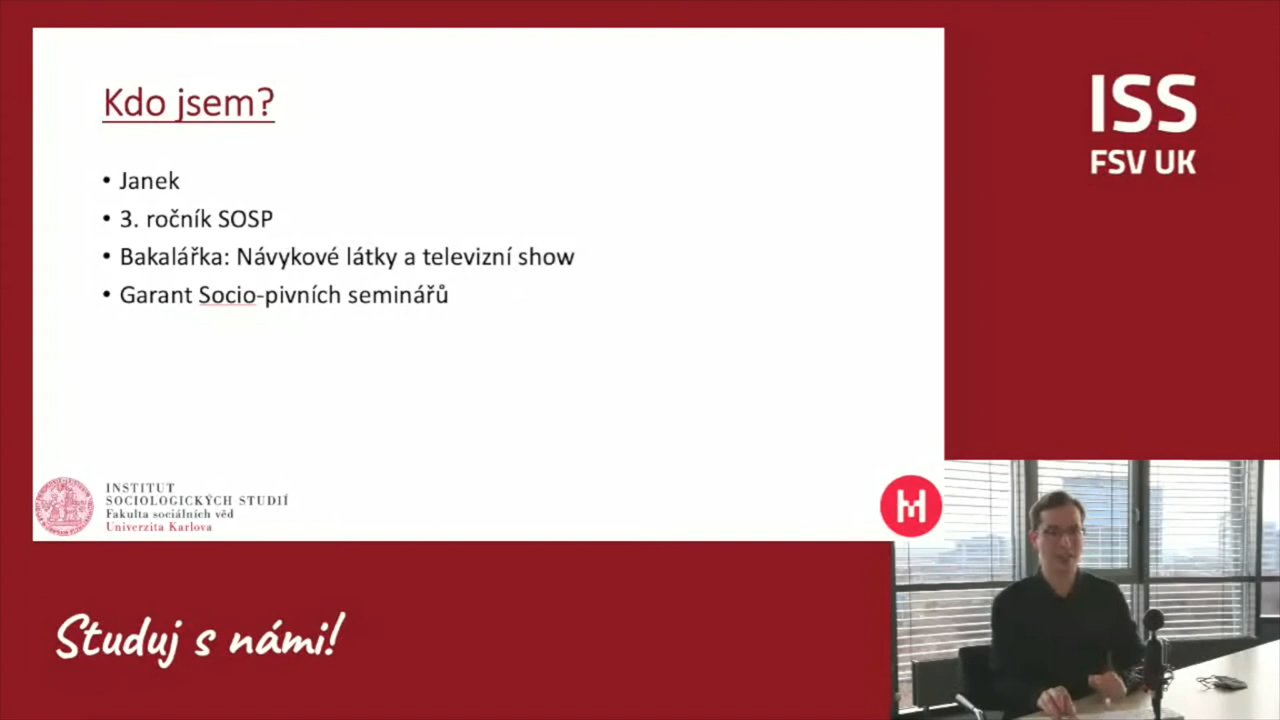 Kdo jsem?
• Janek
• 3. ročník SOSP
• Bakalářka: Návykové látky a televizní show
• Garant Socio-pivních seminářů
INSTITUT
SOCIOLOGICKÝCH STUDIÍ
Fakulta sociálních věd
Univerzita Karlova
M
ISS
FSV UK
Studuj s námi!